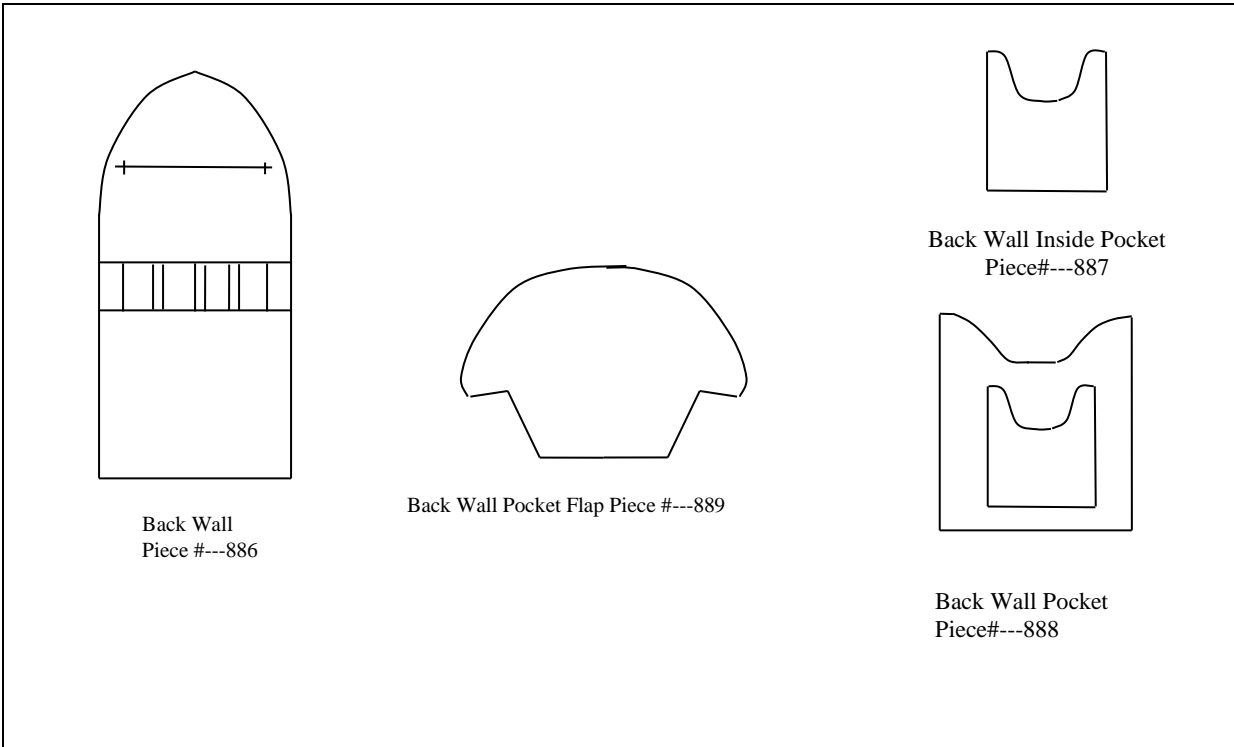 Back Wall Inside Pocket
Piece#---887
Back Wall Pocket Flap Piece #---889
Back Wall
Piece #---886
Back Wall Pocket
Piece#---888